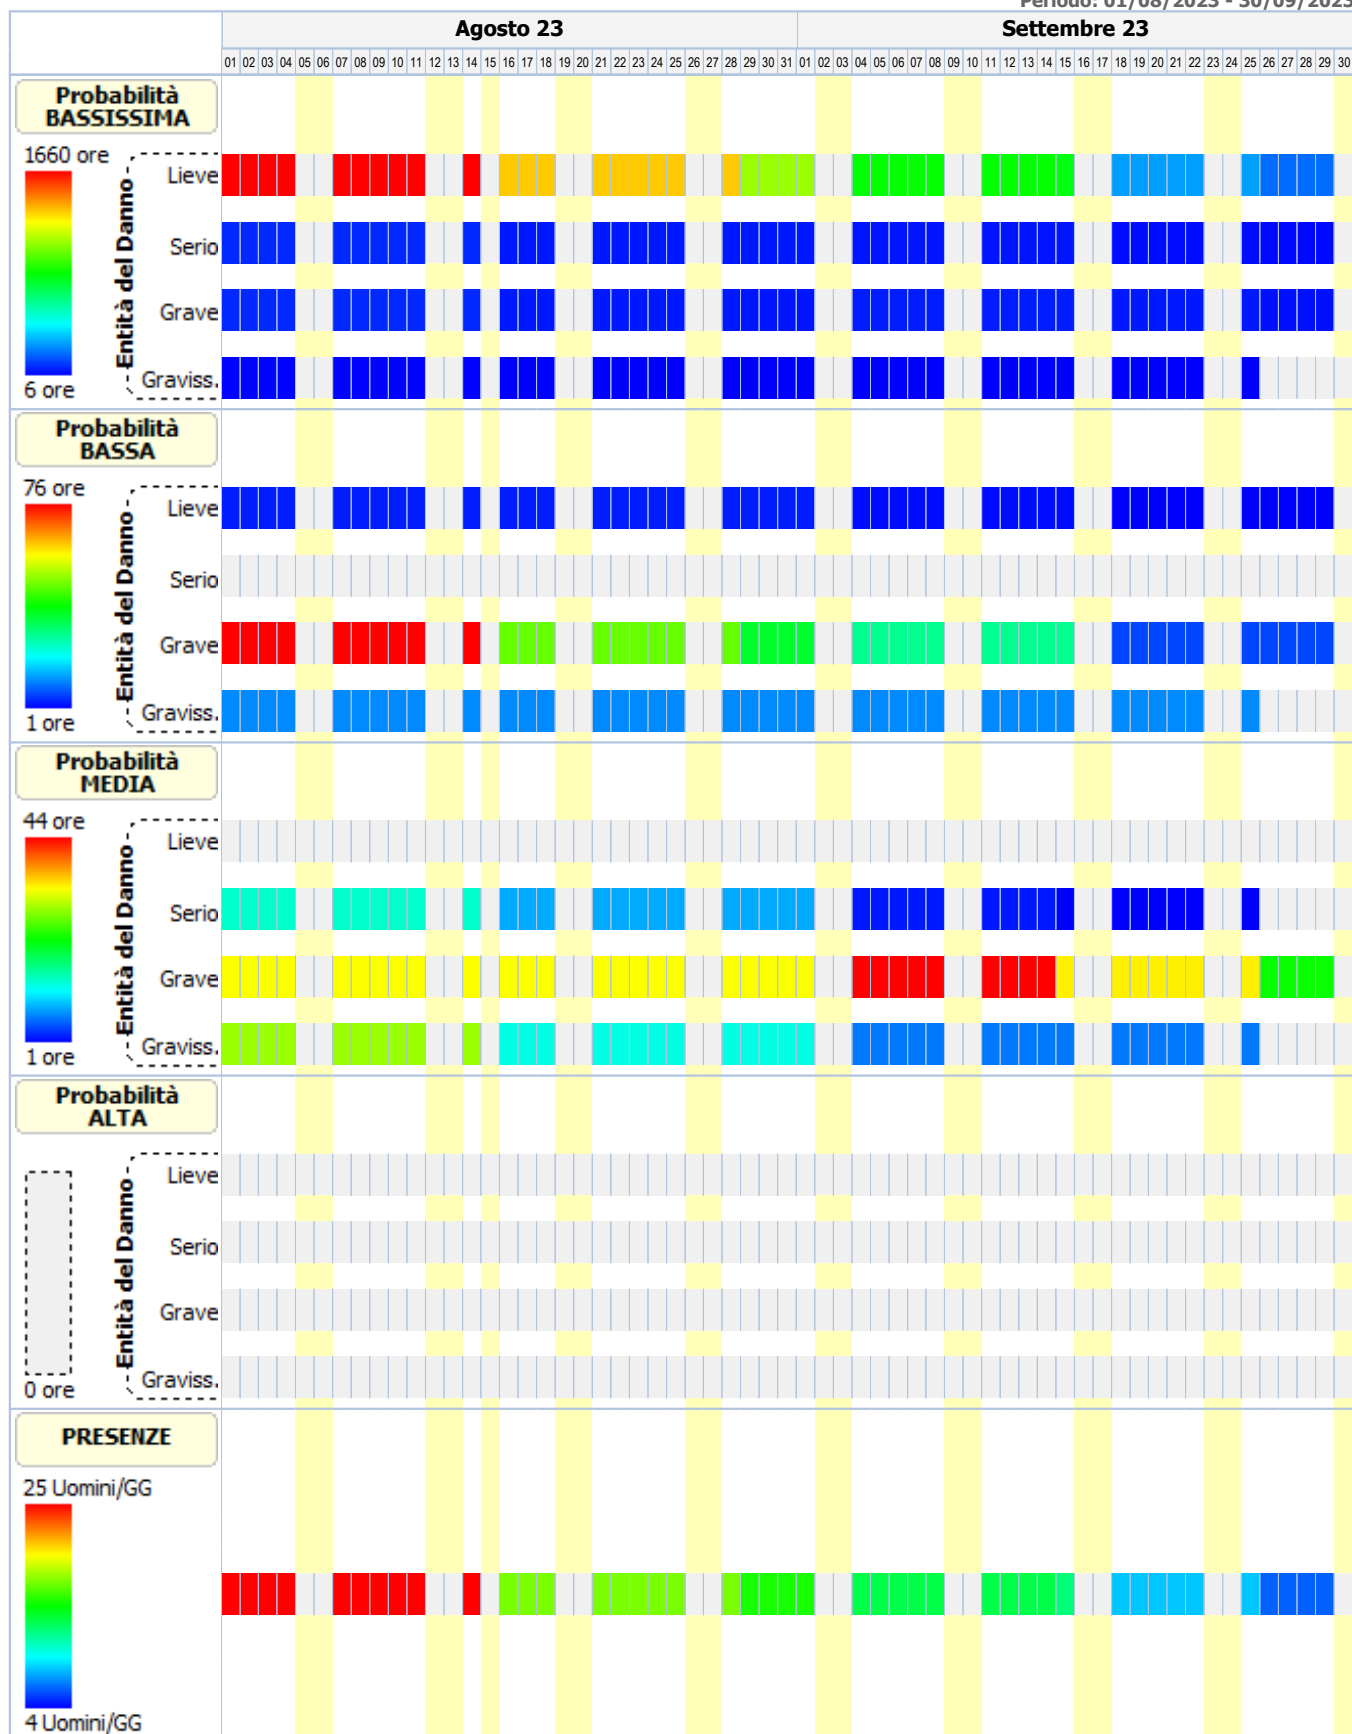 Periodo: 01/08/2023 - 30/09/2023
Agosto 23 Settembre 23
01 02 03 04 05 06 07 08 09 10 11 12 13 14 15 16 17 18 19 20 21 22 23 24 25 26 27 28 29 30 31 01 02 03 04 05 06 07 08 09 10 11 12 13 14 15 16 17 18 19 20 21 22 23 24 25 26 27 28 29 30
Probabilità
BASSISSIMA
1660 ore
6 ore
Entità del Danno
Lieve
Serio
Grave
Graviss.
Probabilità
BASSA
76 ore
1 ore
Entità del Danno
Lieve
Serio
Grave
Graviss.
Probabilità
MEDIA
44 ore
1 ore
Entità del Danno
Lieve
Serio
Grave
Graviss.
Probabilità
ALTA
0 ore
Entità del Danno
Lieve
Serio
Grave
Graviss.
PRESENZE
25 Uomini/GG
4 Uomini/GG